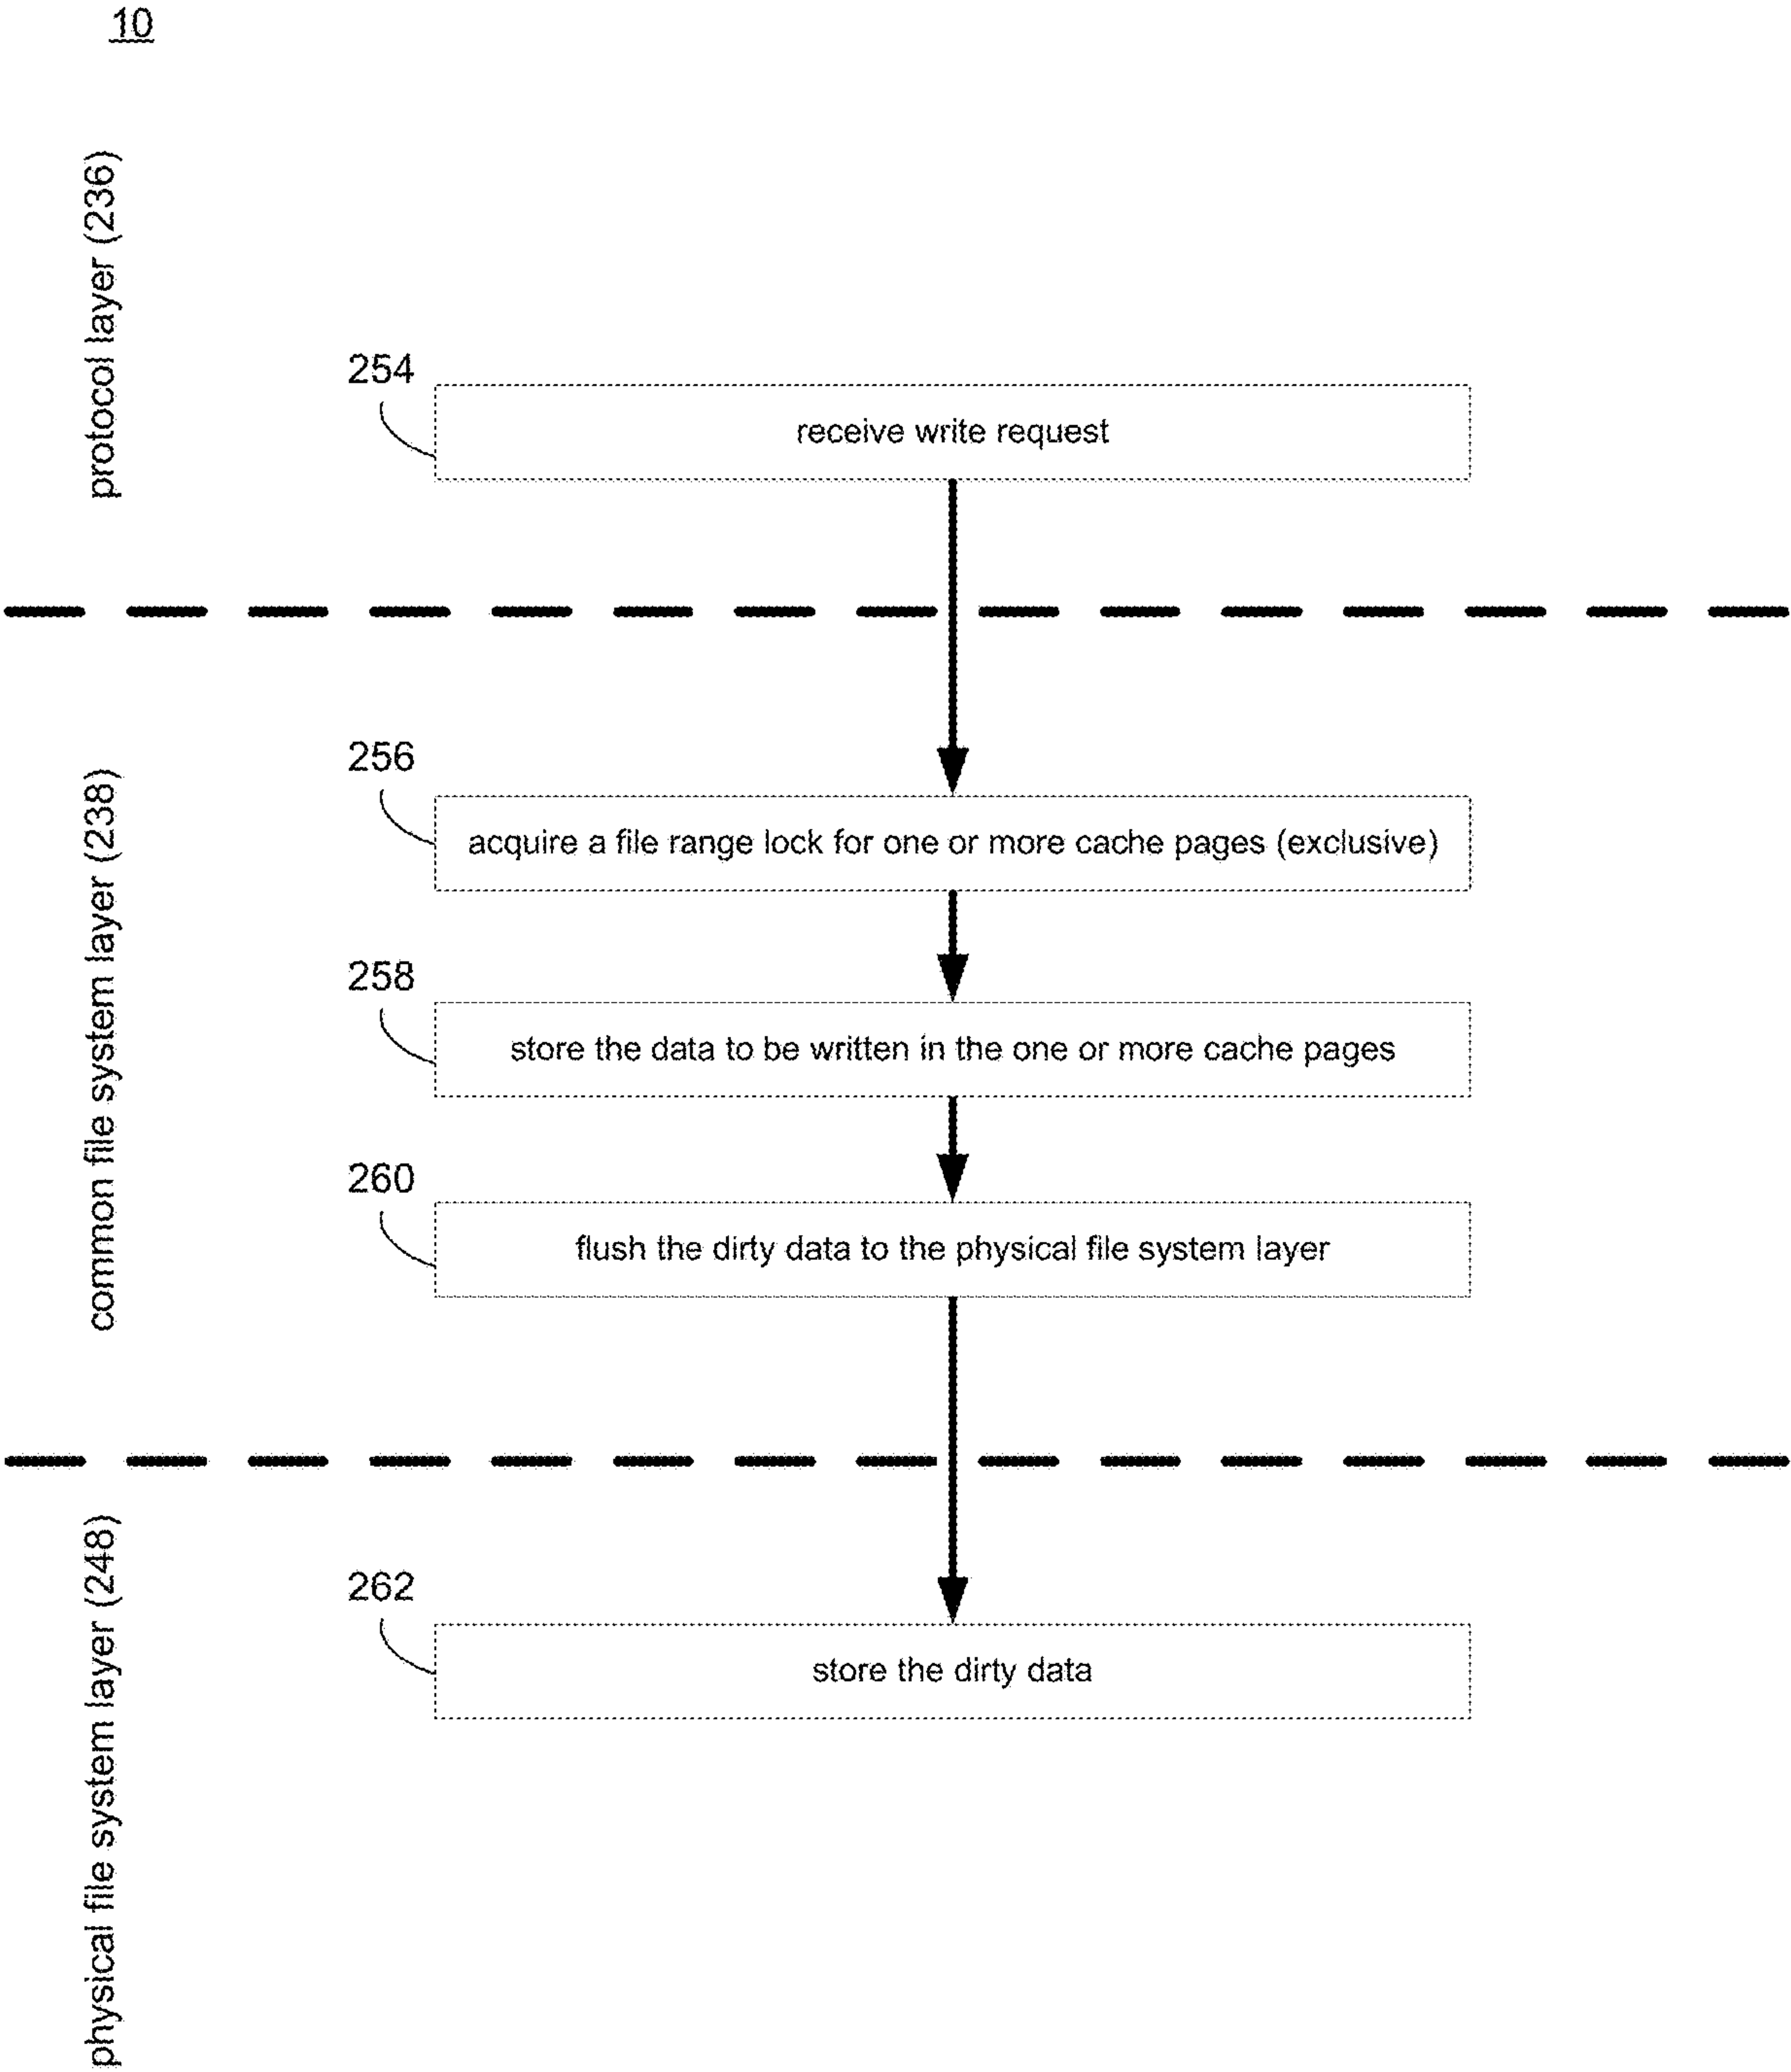 10
protocol layer (236)
254
receive write request
common file system layer (238)
256
acquire a file range lock for one or more cache pages (exclusive)
258
store the data to be written in the one or more cache pages
260
flush the dirty data to the physical file system layer
physical file system layer (248)
262
store the dirty data